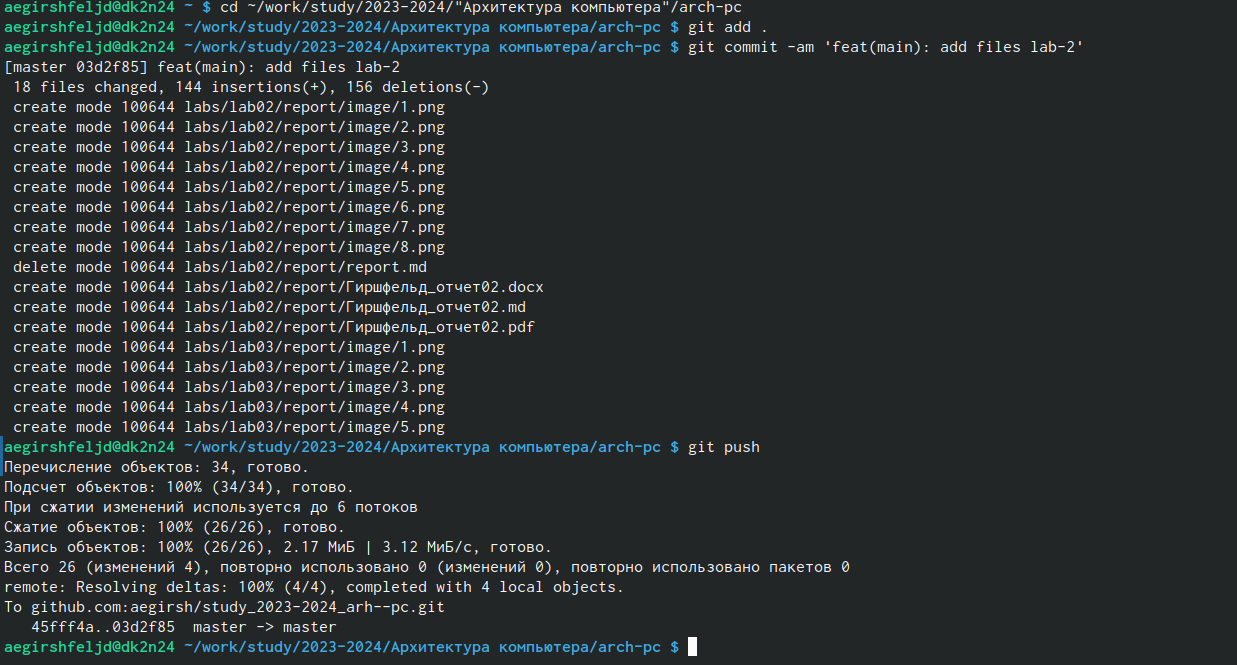 aegirshfeljd@dk2n24 ~ $ cd ~/work/study/2023-2024/"Архитектура компьютера"/arch-pc
aegirshfeljd@dk2n24 ~/work/study/2023-2024/Архитектура компьютера/arch-pc $ git add .
aegirshfeljd@dk2n24 ~/work/study/2023-2024/Архитектура компьютера/arch-pc $ git commit -am 'feat(main): add files lab-2'
[master 03d2f85] feat(main): add files lab-2
 18 files changed, 144 insertions(+), 156 deletions(-)
 create mode 100644 labs/lab02/report/image/1.png
 create mode 100644 labs/lab02/report/image/2.png
 create mode 100644 labs/lab02/report/image/3.png
 create mode 100644 labs/lab02/report/image/4.png
 create mode 100644 labs/lab02/report/image/5.png
 create mode 100644 labs/lab02/report/image/6.png
 create mode 100644 labs/lab02/report/image/7.png
 create mode 100644 labs/lab02/report/image/8.png
 delete mode 100644 labs/lab02/report/report.md
 create mode 100644 labs/lab02/report/Гиршфельд_отчет02.docx
 create mode 100644 labs/lab02/report/Гиршфельд_отчет02.md
 create mode 100644 labs/lab02/report/Гиршфельд_отчет02.pdf
 create mode 100644 labs/lab03/report/image/1.png
 create mode 100644 labs/lab03/report/image/2.png
 create mode 100644 labs/lab03/report/image/3.png
 create mode 100644 labs/lab03/report/image/4.png
 create mode 100644 labs/lab03/report/image/5.png
aegirshfeljd@dk2n24 ~/work/study/2023-2024/Архитектура компьютера/arch-pc $ git push
Перечисление объектов: 34, готово.
Подсчет объектов: 100% (34/34), готово.
При сжатии изменений используется до 6 потоков
Сжатие объектов: 100% (26/26), готово.
Запись объектов: 100% (26/26), 2.17 МиБ | 3.12 МиБ/с, готово.
Всего 26 (изменений 4), повторно использовано 0 (изменений 0), повторно использовано пакетов 0
remote: Resolving deltas: 100% (4/4), completed with 4 local objects.
To github.com:aegirsh/study_2023-2024_arh--pc.git
   45fff4a..03d2f85  master -> master
aegirshfeljd@dk2n24 ~/work/study/2023-2024/Архитектура компьютера/arch-pc $